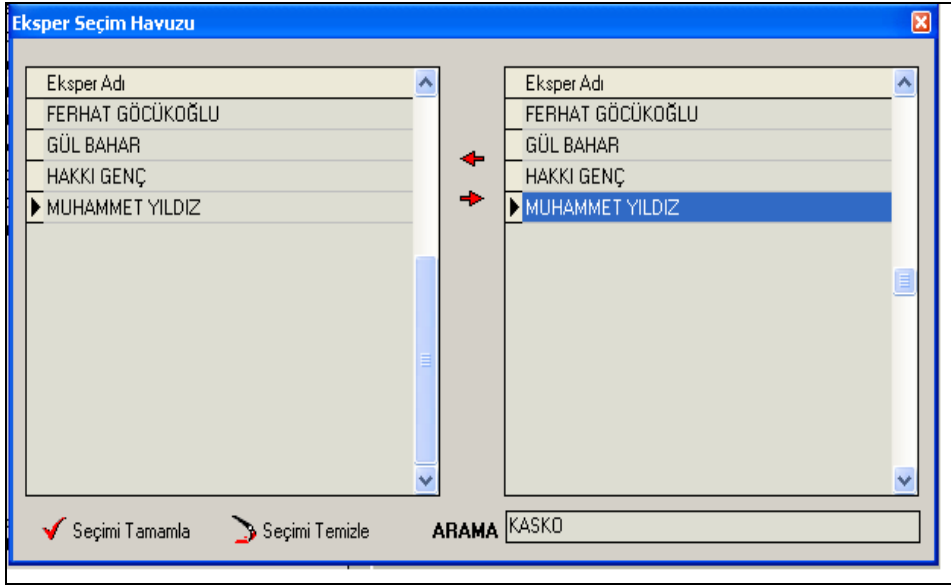 Eksper Seçim Havuzu
Eksper Adı
FERHAT GÖCÜKOĞLU
GÜL BAHAR
HAKKI GENÇ
MUHAMMET YILDIZ
Eksper Adı
FERHAT GÖCÜKOĞLU
GÜL BAHAR
HAKKI GENÇ
MUHAMMET YILDIZ
Seçimi Tamamla Seçimi Temizle ARAMA KASKO